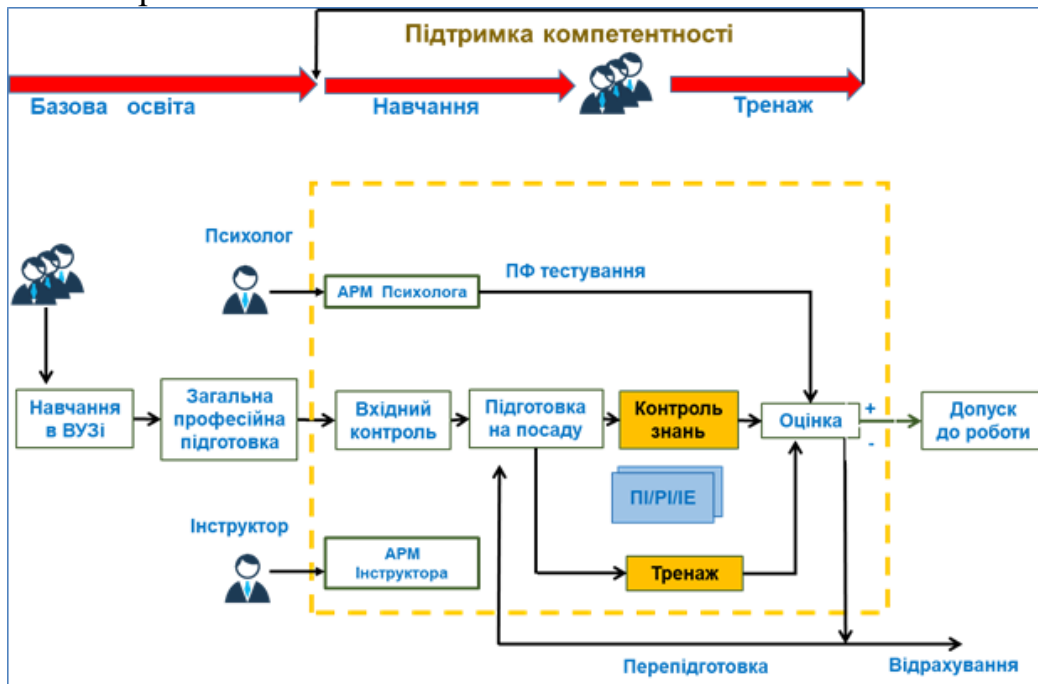 Підтримка компетентності
Базова освіта
Навчання
Тренаж
Психолог
АРМ Психолога
ПФ тестування
Навчання
в ВУЗі
Загальна
професійна
підготовка
Вхідний
контроль
Підготовка
на посаду
Контроль
знань
Оцінка
+
-
Допуск
до роботи
ПІ/РІ/ІЕ
Інструктор
АРМ
Інструктора
Тренаж
Перепідготовка
Відрахування